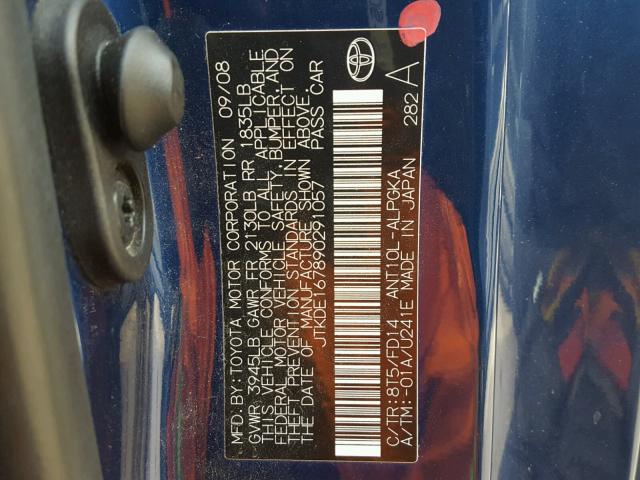 MFD. BY: TOYOTA MOTOR CORPORATION 09/08
GVWR 3945LB GAWR FR 2130LB RR 1835LB
THIS VEHICLE CONFORMS TO ALL APPLICABLE
FEDERAL MOTOR VEHICLE SAFETY, BUMPER, AND
THEFT PREVENTION STANDARDS IN EFFECT ON
THE DATE OF MANUFACTURE SHOWN ABOVE.
JTKDE167890291057 PASS CAR
C/TR: 8T5/FD14 ANT10L-ALPGKA
A/TM: -01A/U241E MADE IN JAPAN
282 A